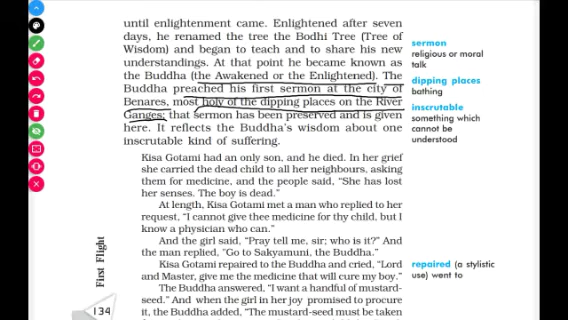 until enlightenment came. Enlightened after seven
days, he renamed the tree the Bodhi Tree (Tree of
Wisdom) and began to teach and to share his new
understandings. At that point he became known as
the Buddha (the Awakened or the Enlightened). The
Buddha preached his first sermon at the city of
Benares, most holy of the dipping places on the River
Ganges; that sermon has been preserved and is given
here. It reflects the Buddha's wisdom about one
inscrutable kind of suffering.
sermon
religious or moral
talk
dipping places
bathing
inscrutable
something which
cannot be
understood
Kisa Gotami had an only son, and he died. In her grief
she carried the dead child to all her neighbours, asking
them for medicine, and the people said, “She has lost
her senses. The boy is dead.”
At length, Kisa Gotami met a man who replied to her
request, “I cannot give thee medicine for thy child, but I
know a physician who can.”
And the girl said, “Pray tell me, sir; who is it?” And
the man replied, “Go to Sakyamuni, the Buddha.”
Kisa Gotami repaired to the Buddha and cried, “Lord
and Master, give me the medicine that will cure my boy.”
The Buddha answered, “I want a handful of mustard-
seed.” And when the girl in her joy promised to procure
it, the Buddha added, “The mustard-seed must be taken
repaired (a stylistic
use) went to
First Flight
134